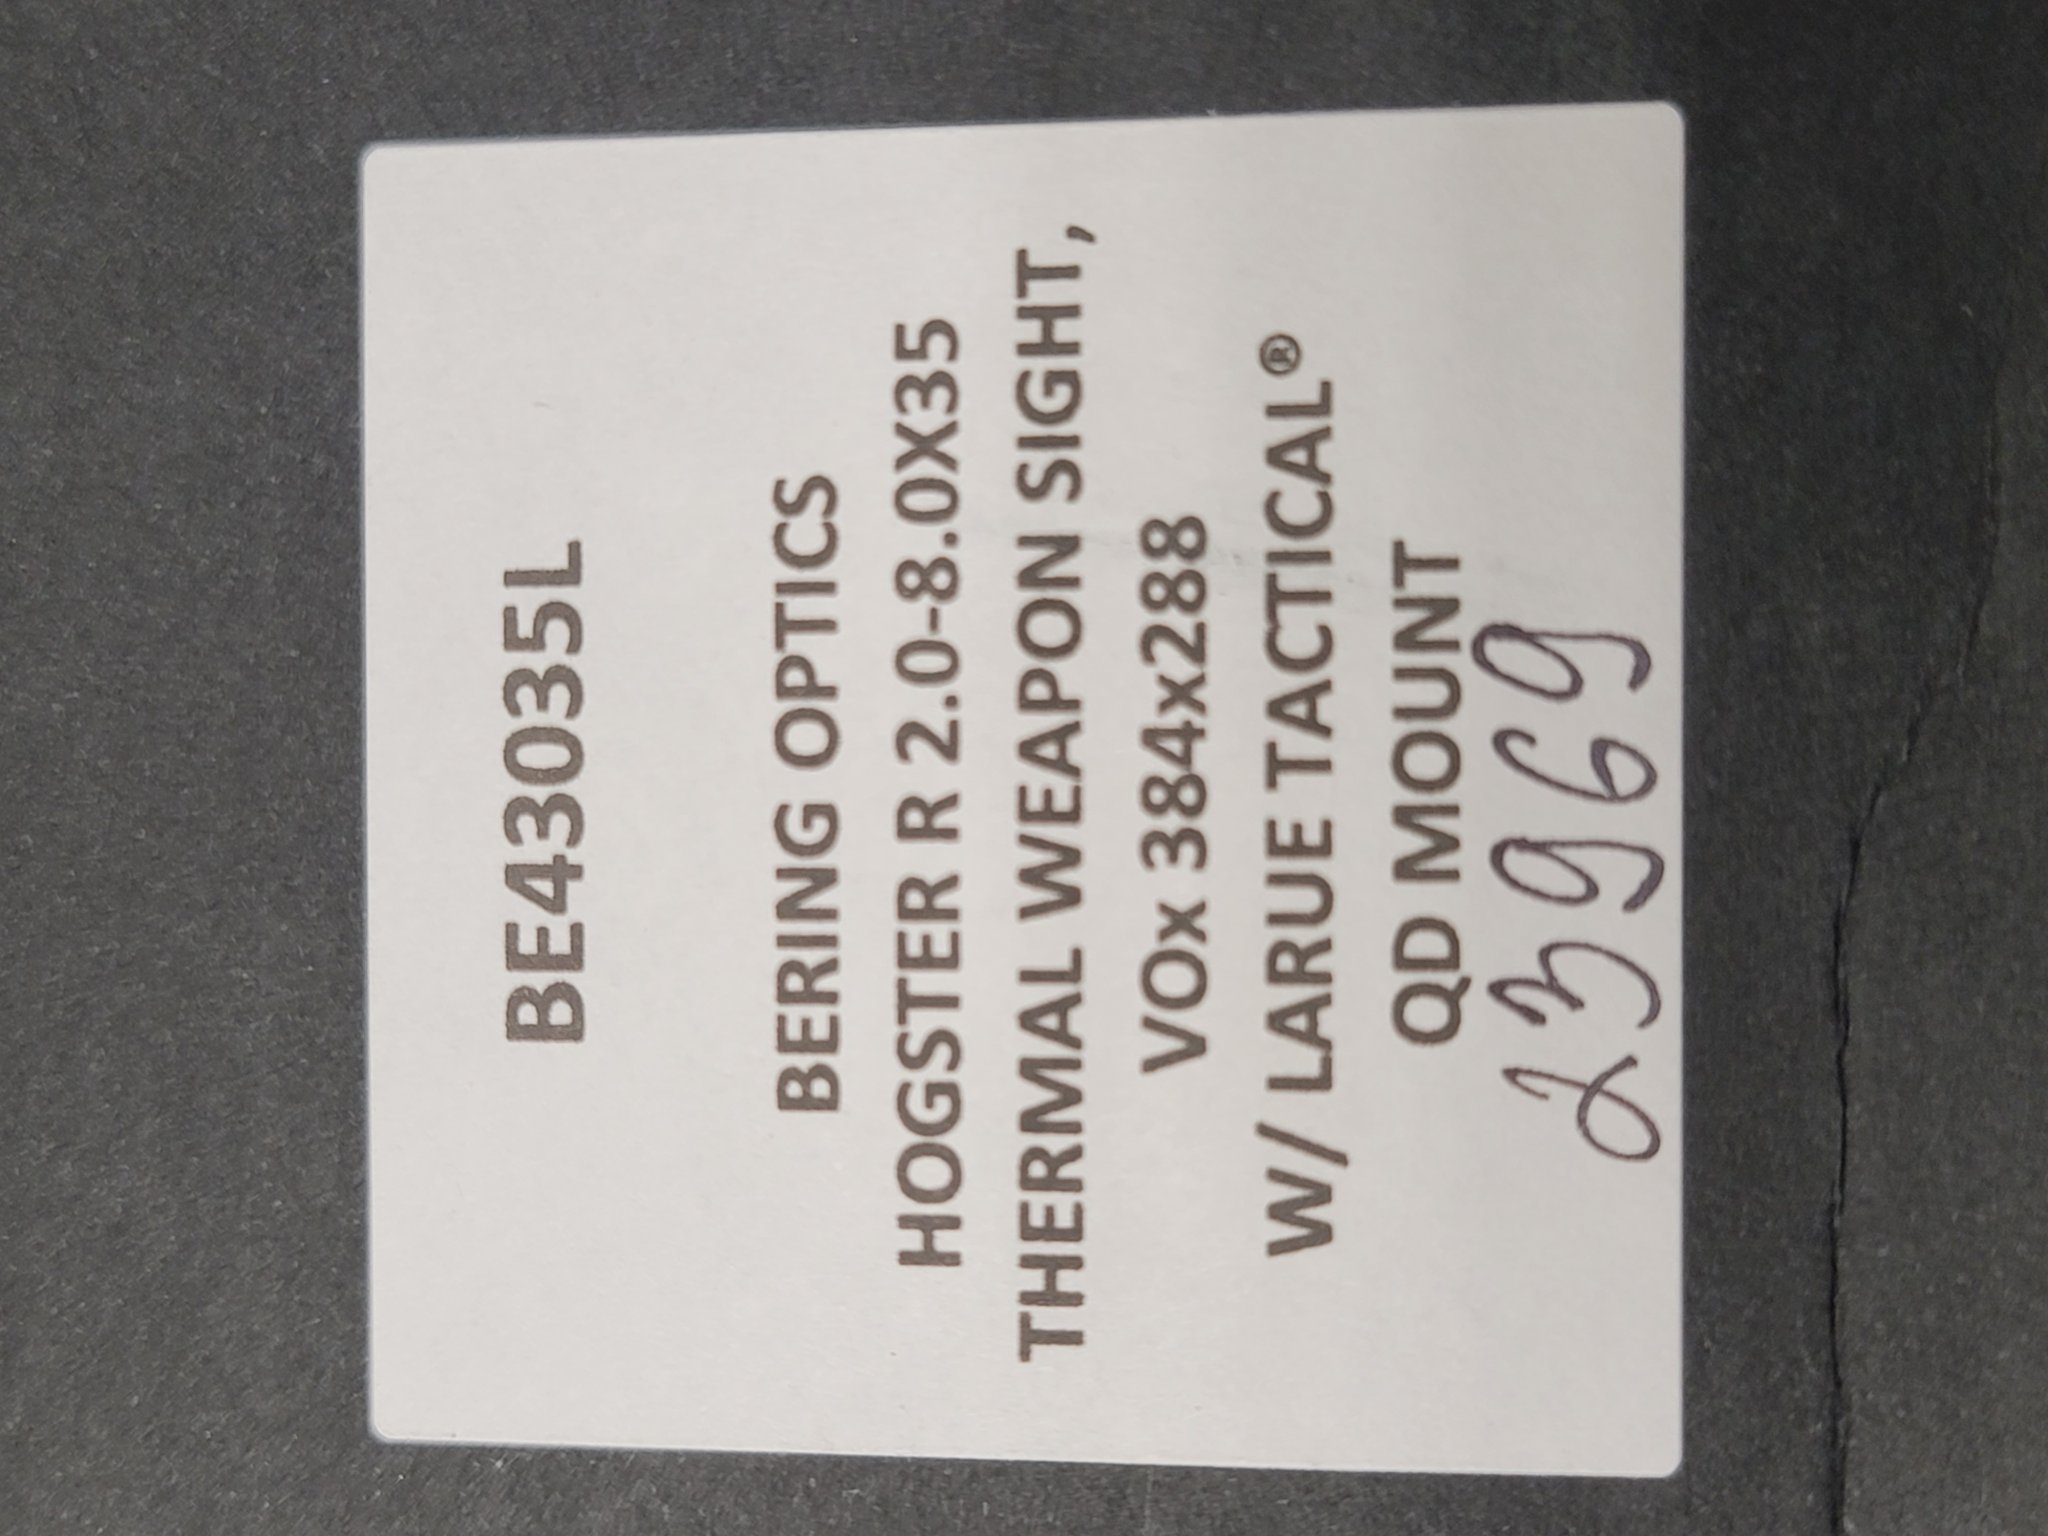 BE43035L
BERING OPTICS
HOGSTER R 2.0-8.0X35
THERMAL WEAPON SIGHT,
VOx 384x288
W/ LARUE TACTICAL®
QD MOUNT
23969